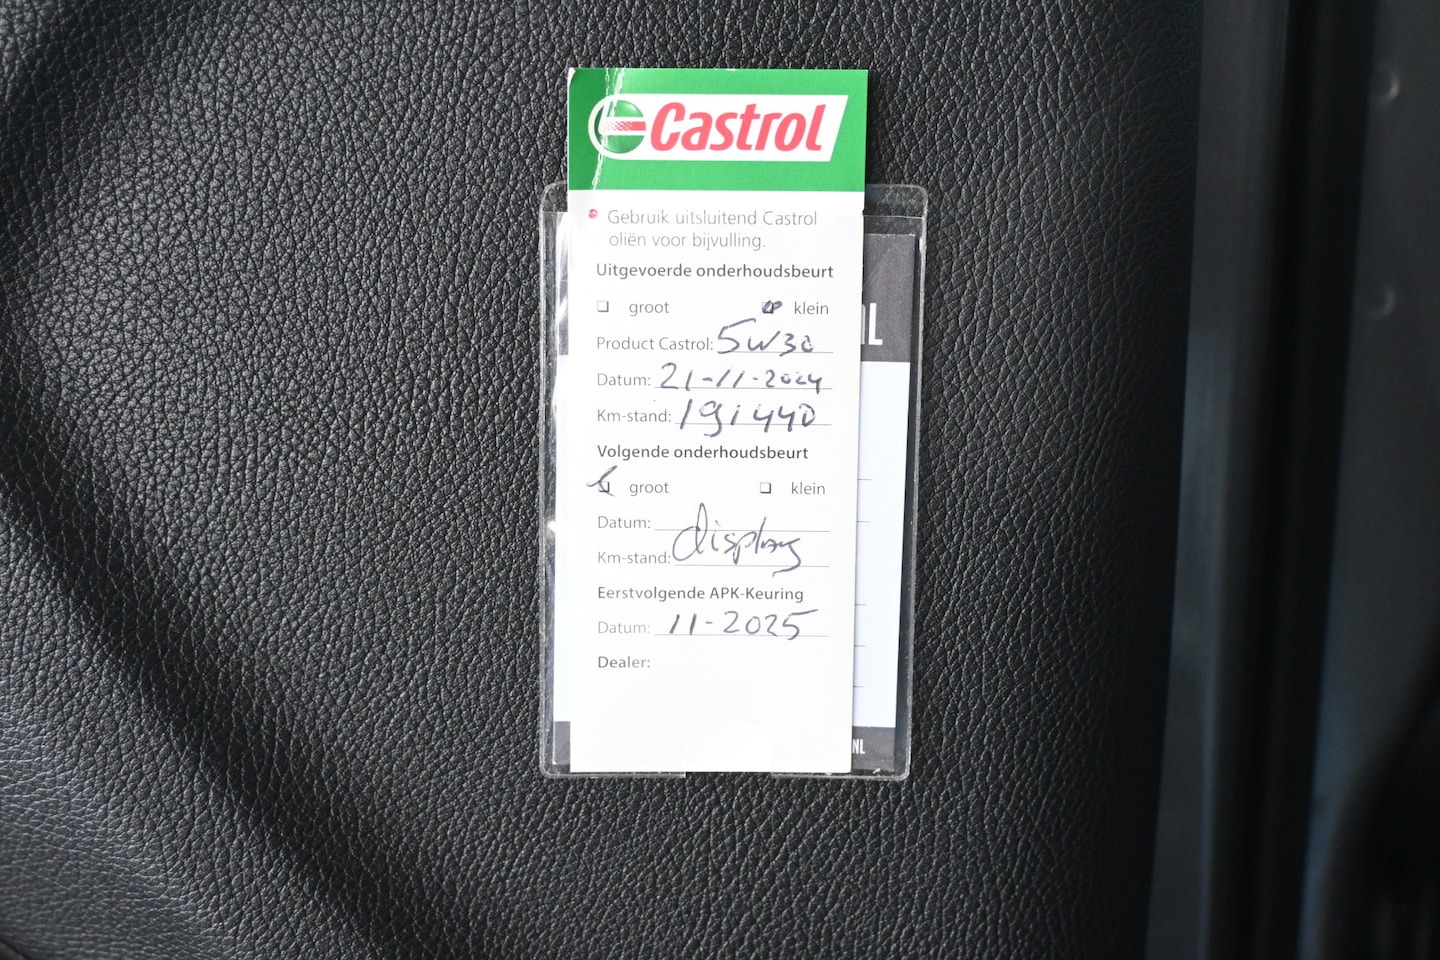 Castrol
Gebruik uitsluitend Castrol
oliën voor bijvulling.
Uitgevoerde onderhoudsbeurt
groot klein
Product Castrol: 5W30
Datum: 21-11-2024
Km-stand: 191440
Volgende onderhoudsbeurt
groot klein
Datum:
Km-stand: display
Eerstvolgende APK-Keuring
Datum: 11-2025
Dealer:
NL